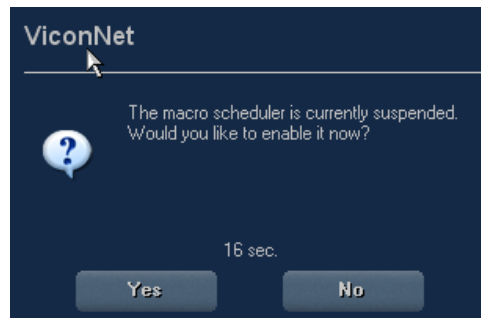 ViconNet
The macro scheduler is currently suspended.
Would you like to enable it now?
?
16 sec.
Yes No